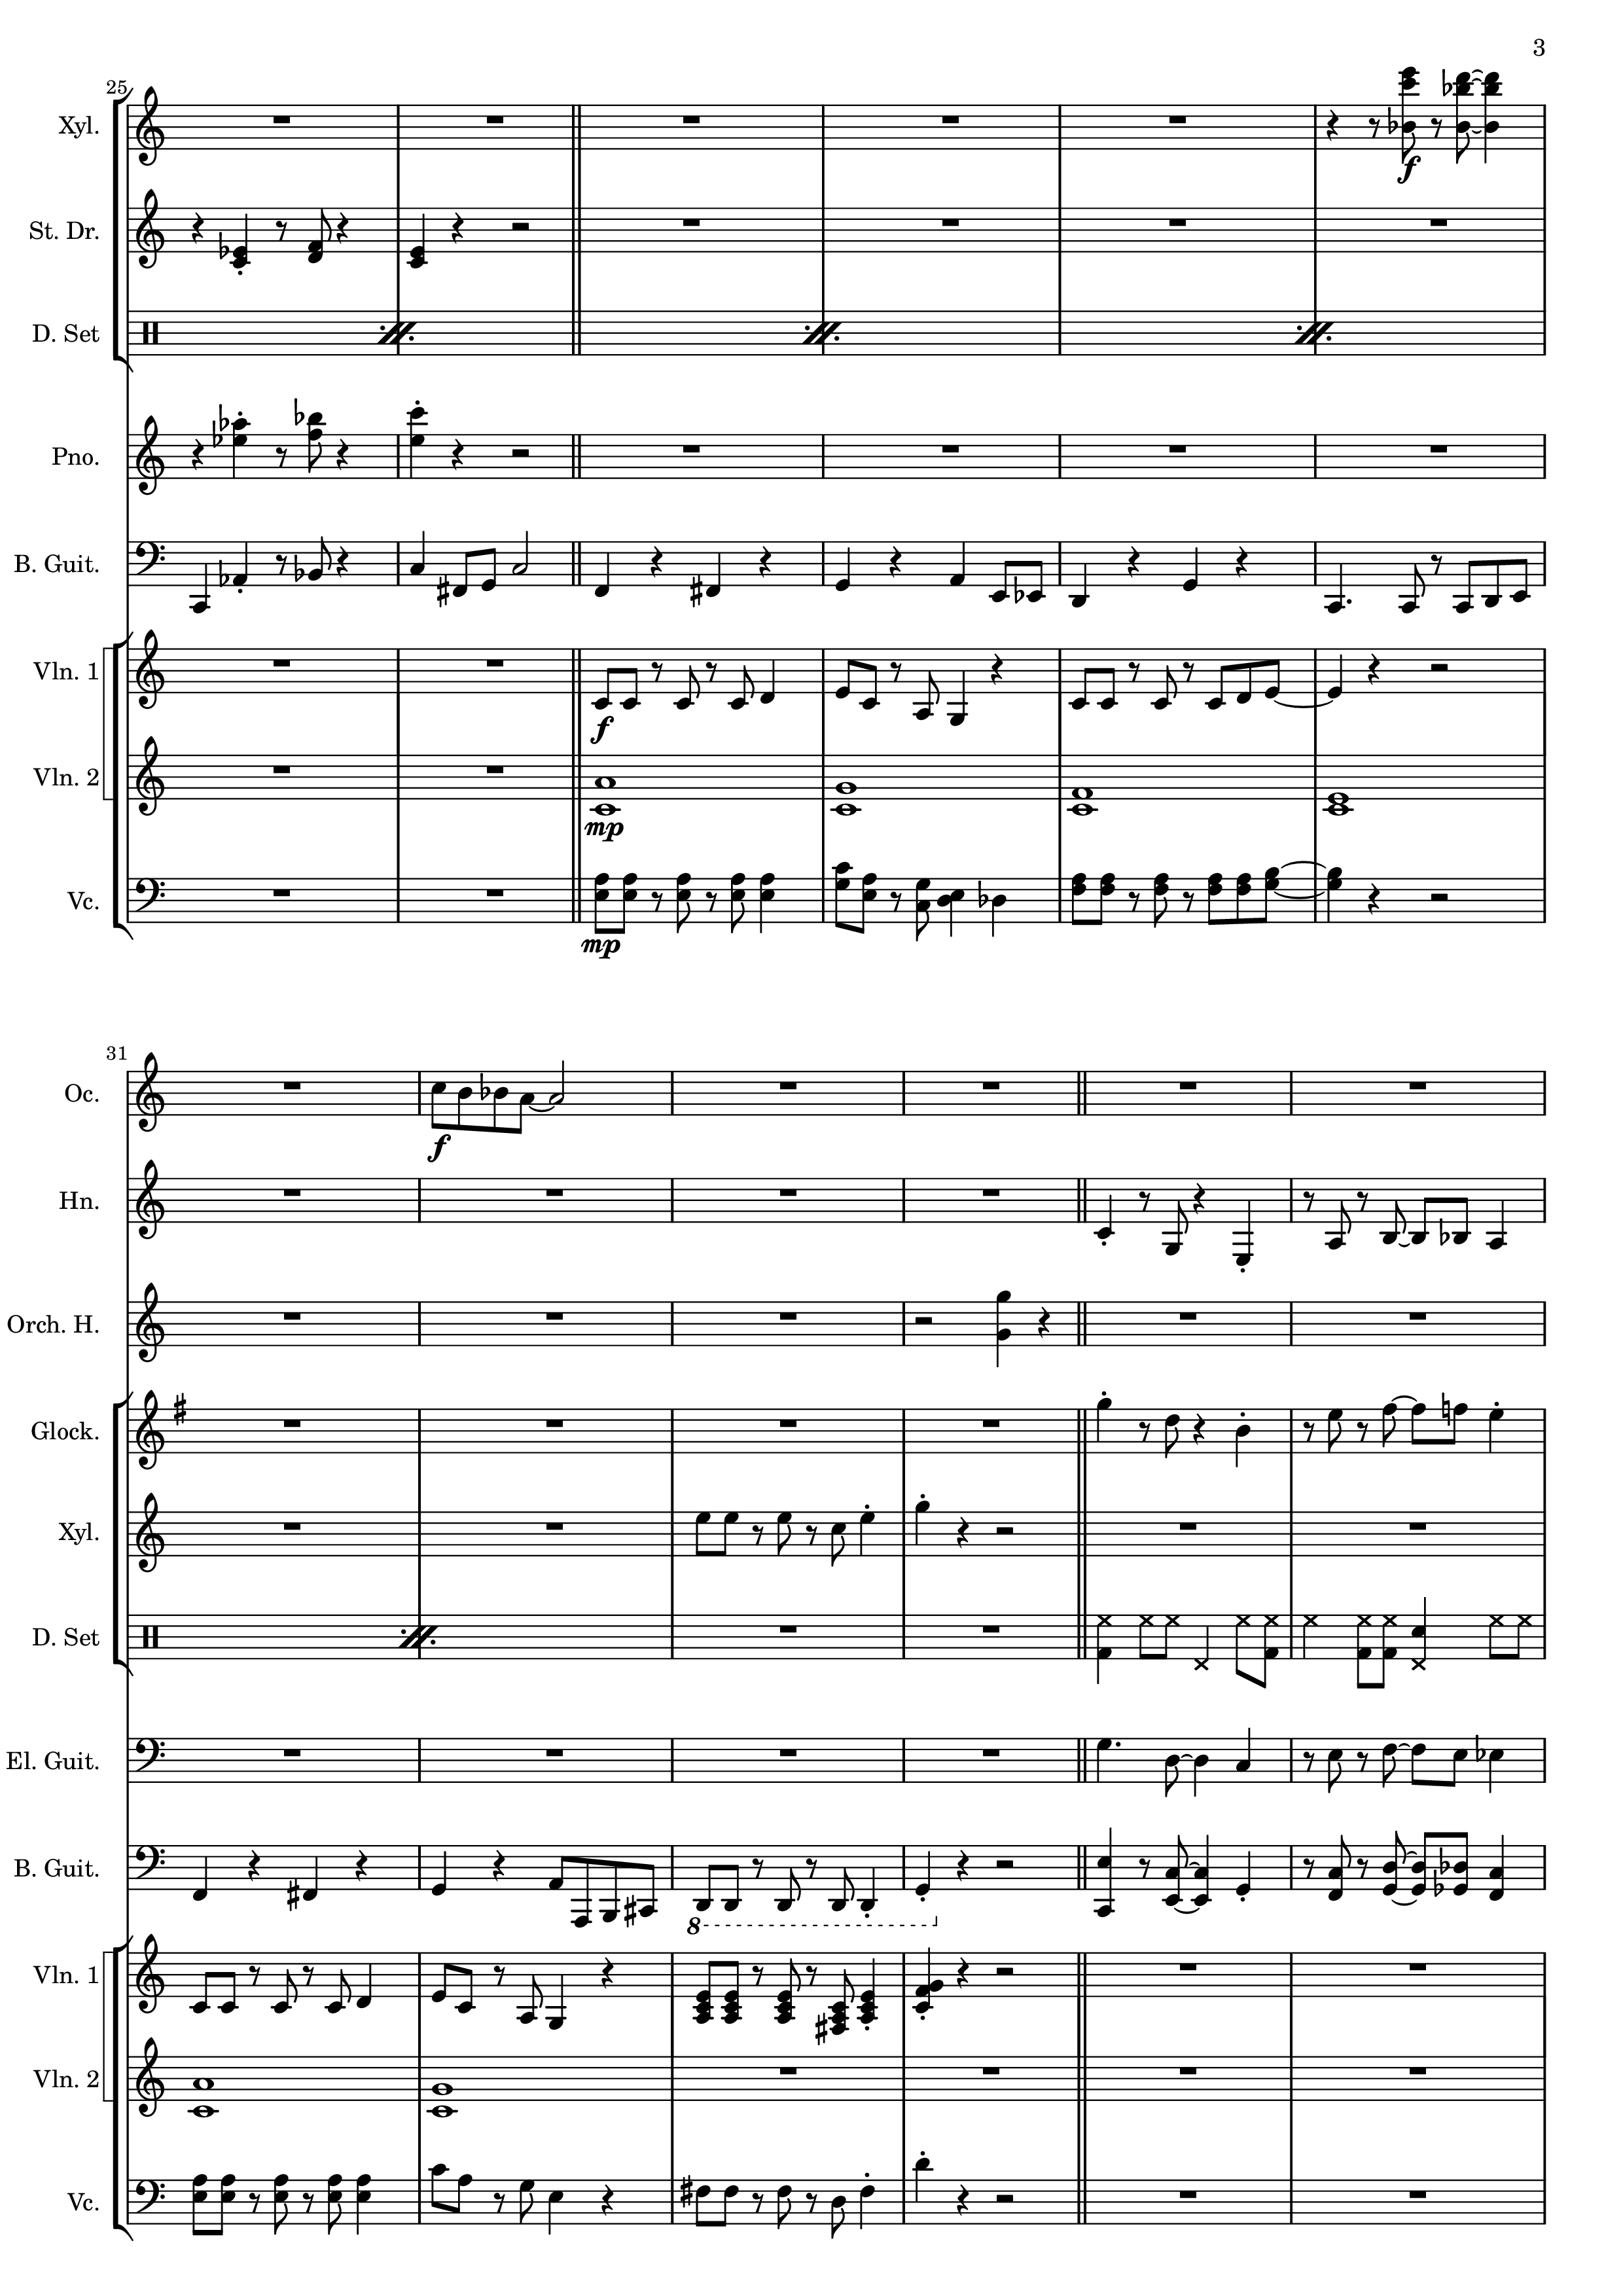 3
25
Xyl.
f
St. Dr.
D. Set
Pno.
B. Guit.
Vln. 1
f
Vln. 2
mp
Vc.
mp
31
Oc.
f
Hn.
Orch. H.
Glock.
Xyl.
D. Set
El. Guit.
B. Guit.
8
Vln. 1
Vln. 2
Vc.